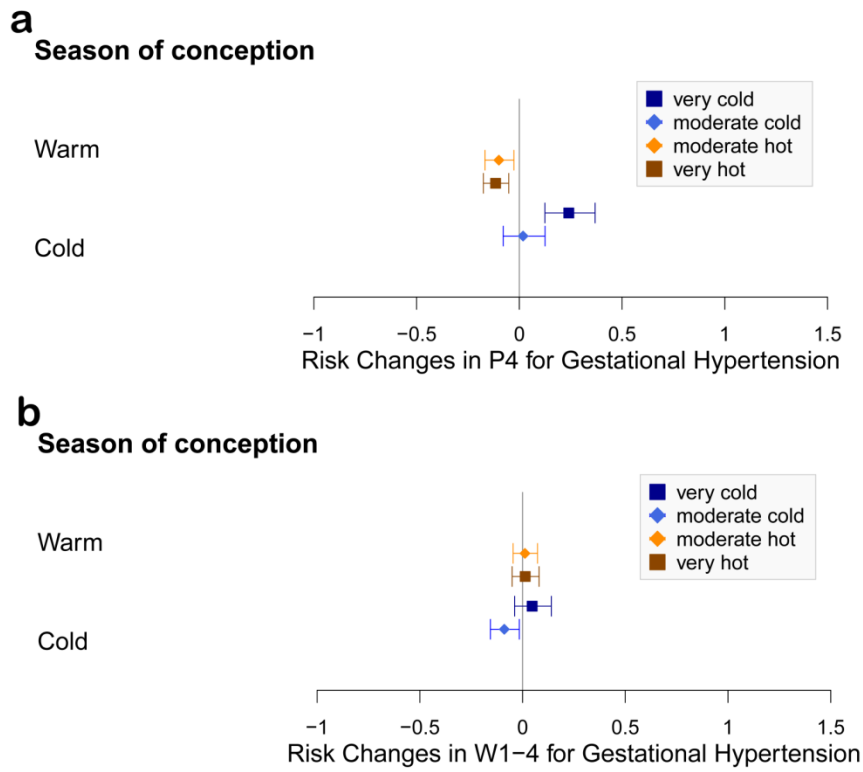 a
Season of conception
very cold
moderate cold
moderate hot
very hot
Warm
Cold
−1 −0.5 0 0.5 1 1.5
Risk Changes in P4 for Gestational Hypertension
b
Season of conception
very cold
moderate cold
moderate hot
very hot
Warm
Cold
−1 −0.5 0 0.5 1 1.5
Risk Changes in W1−4 for Gestational Hypertension